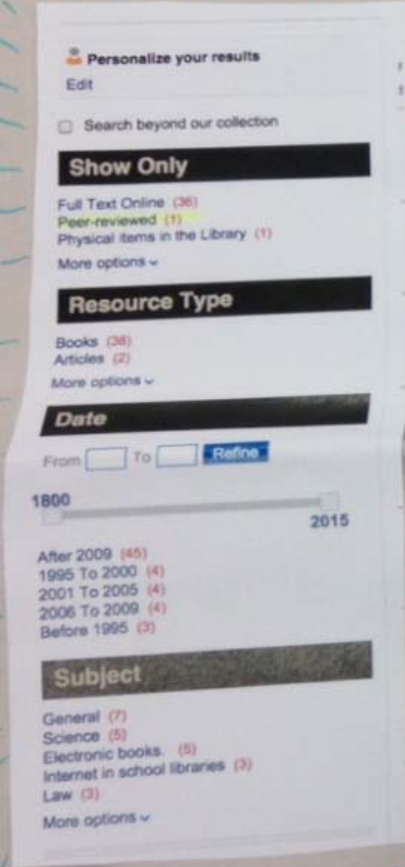 Personalize your results
Edit
Search beyond our collection
Show Only
Full Text Online (36)
Peer-reviewed (1)
Physical items in the Library (1)
More options
Resource Type
Books (38)
Articles (2)
More options
Date
From To Refine
1800
2015
After 2009 (45)
1995 To 2000 (4)
2001 To 2005 (4)
2006 To 2009 (4)
Before 1995 (3)
Subject
General (7)
Science (5)
Electronic books. (5)
Internet in school libraries (3)
Law (3)
More options